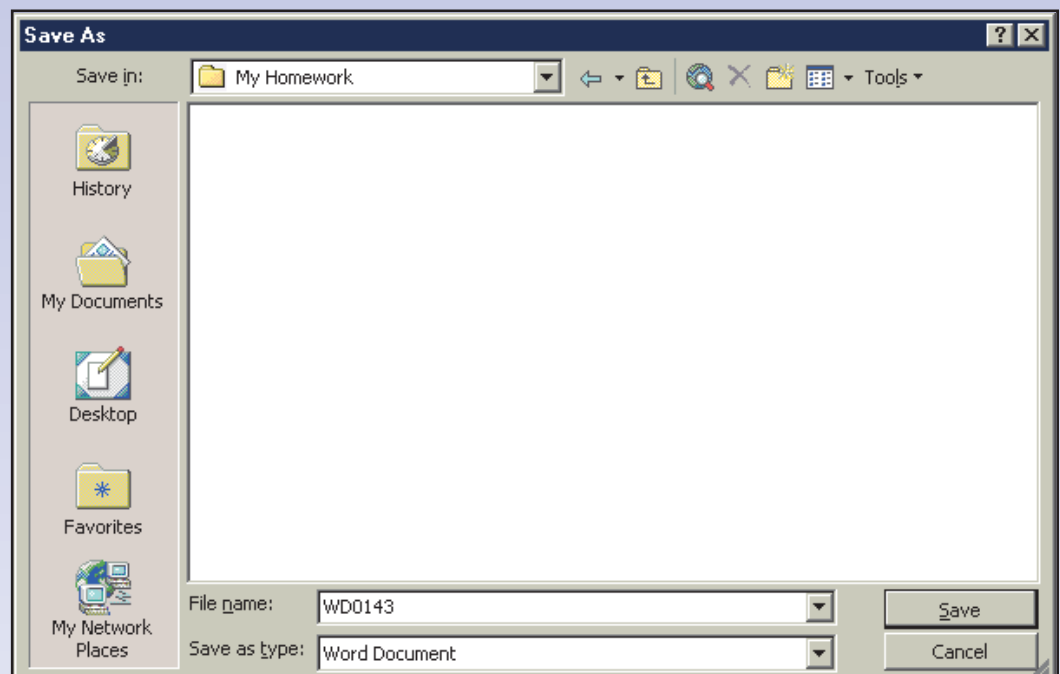 Save As
Save in:
My Homework
Tools
History
My Documents
Desktop
Favorites
My Network
Places
File name:
WD0143
Save
Save as type:
Word Document
Cancel